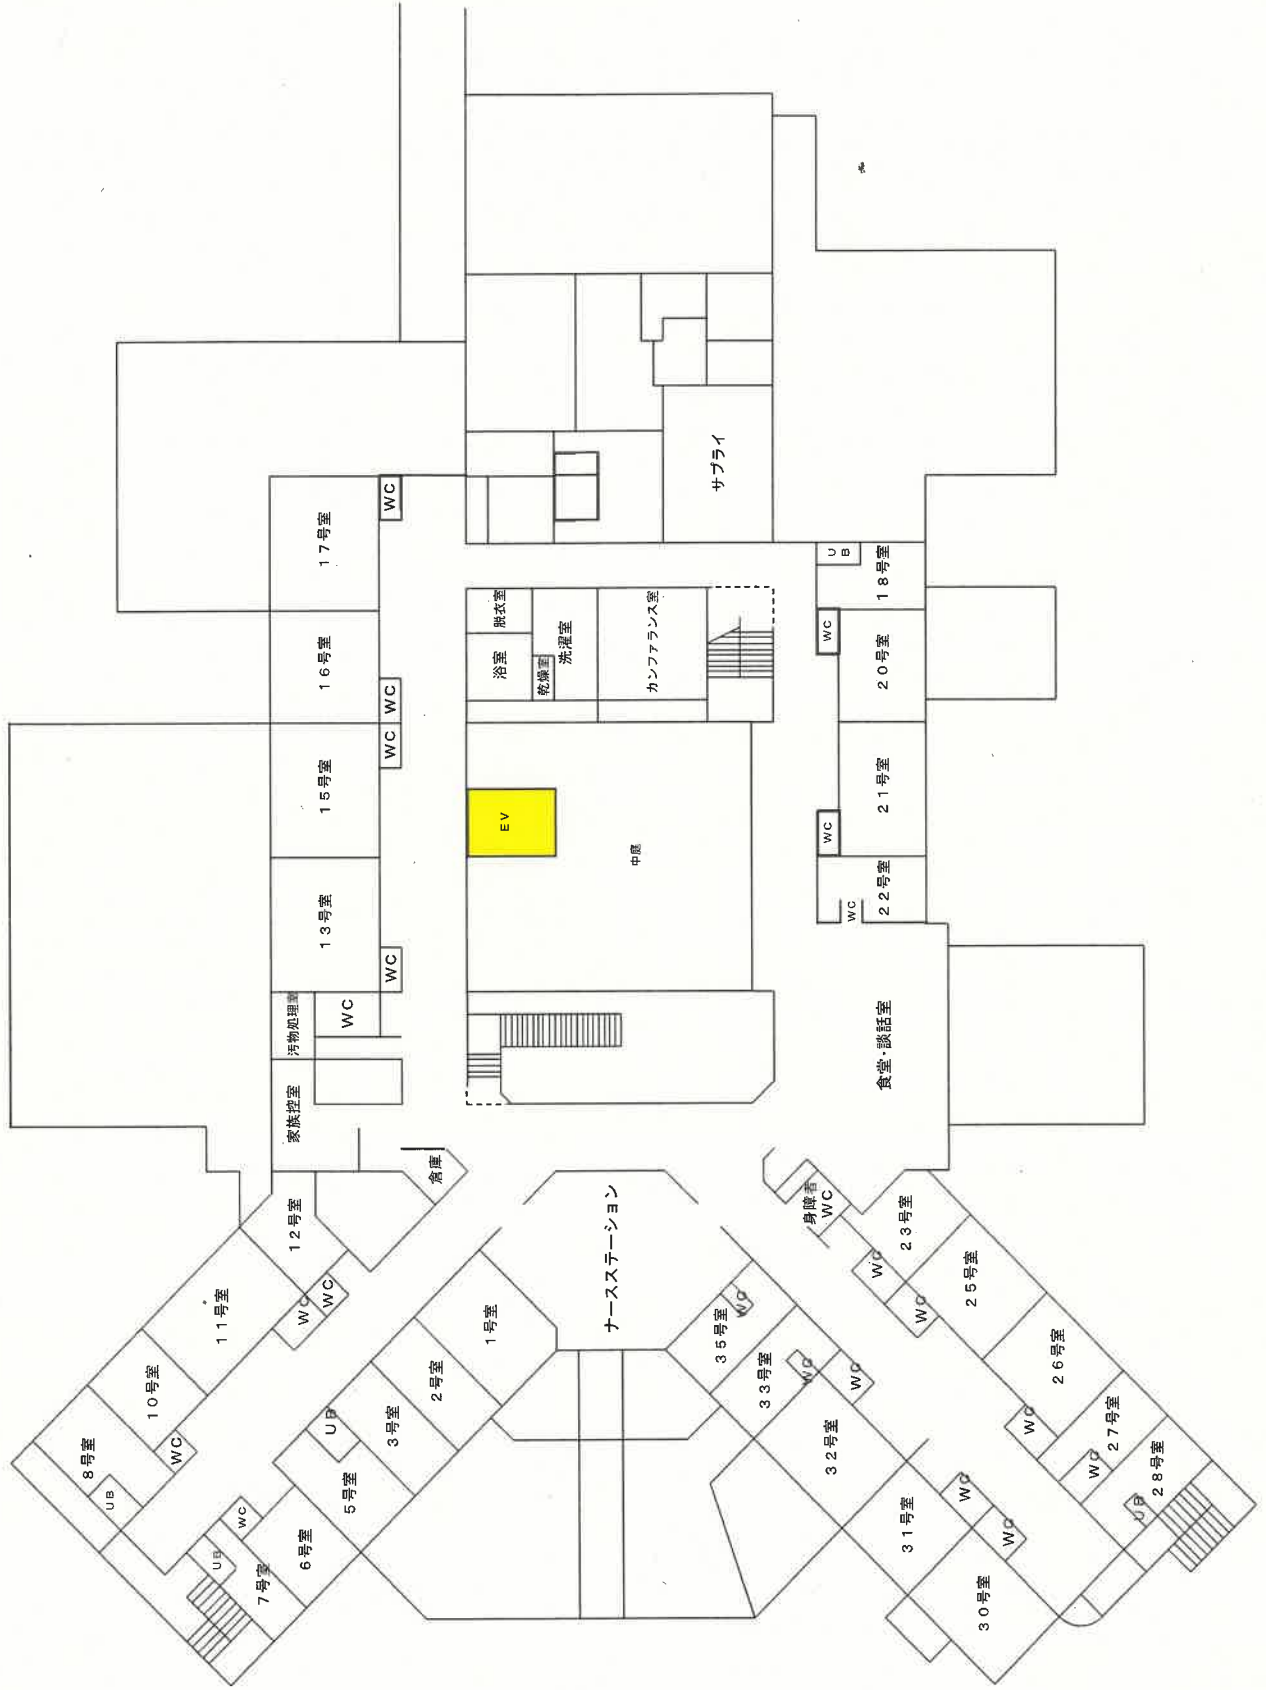 17号室
WC
16号室
WC
15号室
WC
13号室
WC
汚物処理室
WC
家族控室
倉庫
12号室
WC
11号室
WC
10号室
WC
8号室
UB
7号室
UB
WC
6号室
5号室
UB
3号室
2号室
1号室
ナースステーション
EV
中庭
脱衣室
浴室
乾燥室
洗濯室
カンファランス室
サプライ
UB
18号室
WC
20号室
21号室
WC
22号室
WC
食堂・談話室
身障者
WC
23号室
WC
25号室
WC
26号室
WC
27号室
WC
28号室
UB
30号室
WC
31号室
WC
32号室
WC
33号室
WC
35号室
WC